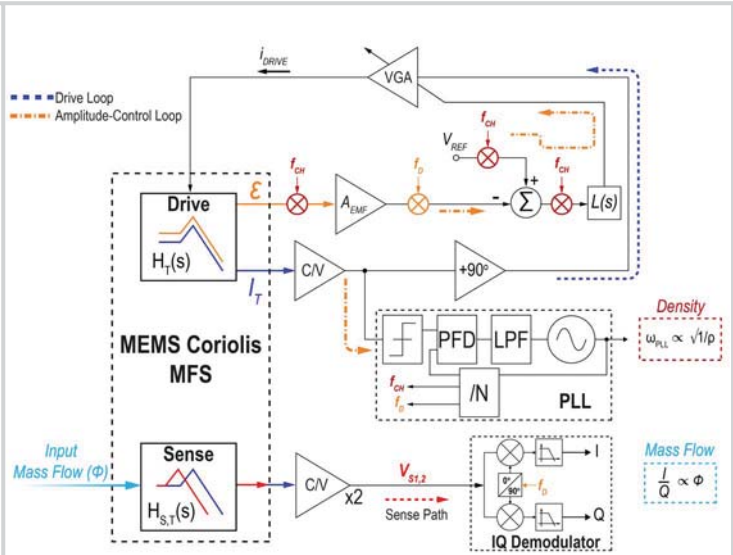 i_DRIVE
VGA
Drive Loop
Amplitude-Control Loop
f_CH
V_REF
+
f_CH
f_CH
f_D
Ɛ
A_EMF
-
Σ
L(s)
Drive
H_T(s)
I_T
C/V
+90°
MEMS Coriolis
MFS
PFD
LPF
/N
f_CH
f_D
PLL
Density
ω_PLL ∝ √1/ρ
Input
Mass Flow (Φ)
Sense
H_S,T(s)
C/V
x2
V_S1,2
Sense Path
0°
90°
f_D
I
Q
IQ Demodulator
Mass Flow
I/Q ∝ Φ